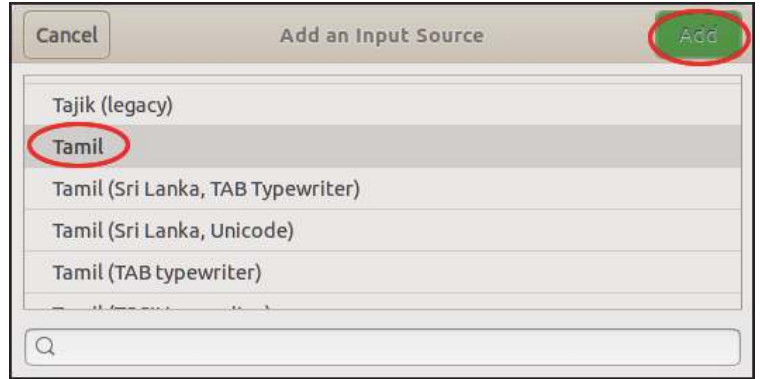 Cancel Add an Input Source Add
Tajik (legacy)
Tamil
Tamil (Sri Lanka, TAB Typewriter)
Tamil (Sri Lanka, Unicode)
Tamil (TAB typewriter)